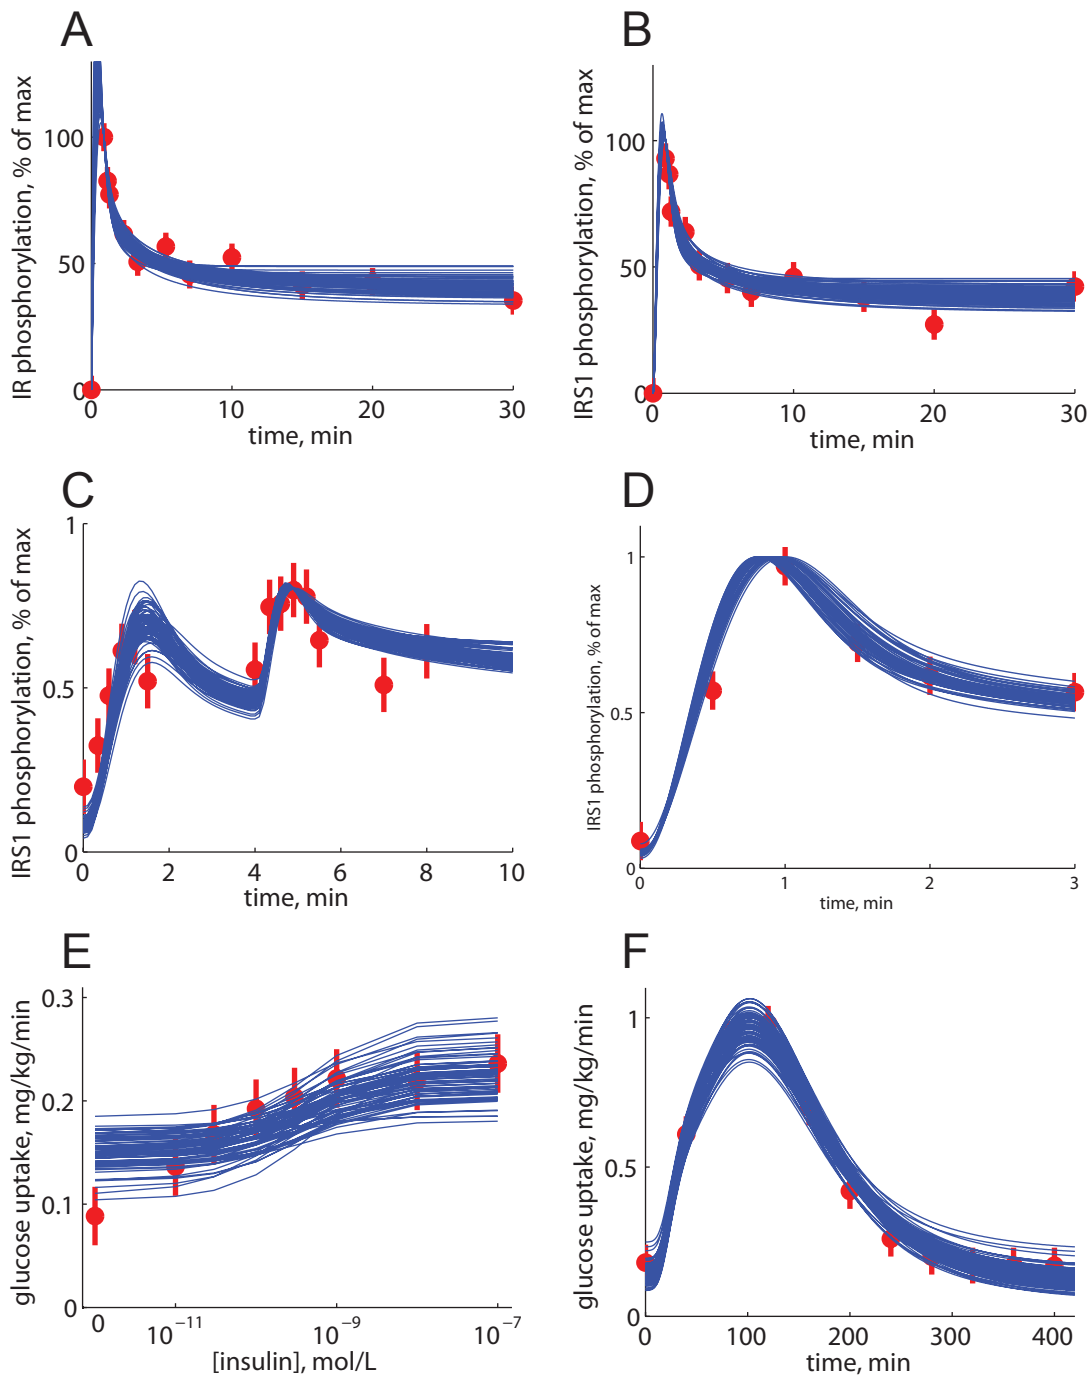 A
IR phosphorylation, % of max
100
50
0
0 10 20 30
time, min
B
IRS1 phosphorylation, % of max
100
50
0
0 10 20 30
time, min
C
IRS1 phosphorylation, % of max
1
0.5
0
0 2 4 6 8 10
time, min
D
IRS1 phosphorylation, % of max
1
0.5
0
0 1 2 3
time, min
E
glucose uptake, mg/kg/min
0.3
0.2
0.1
0
0 10⁻¹¹ 10⁻⁹ 10⁻⁷
[insulin], mol/L
F
glucose uptake, mg/kg/min
1
0.5
0
0 100 200 300 400
time, min